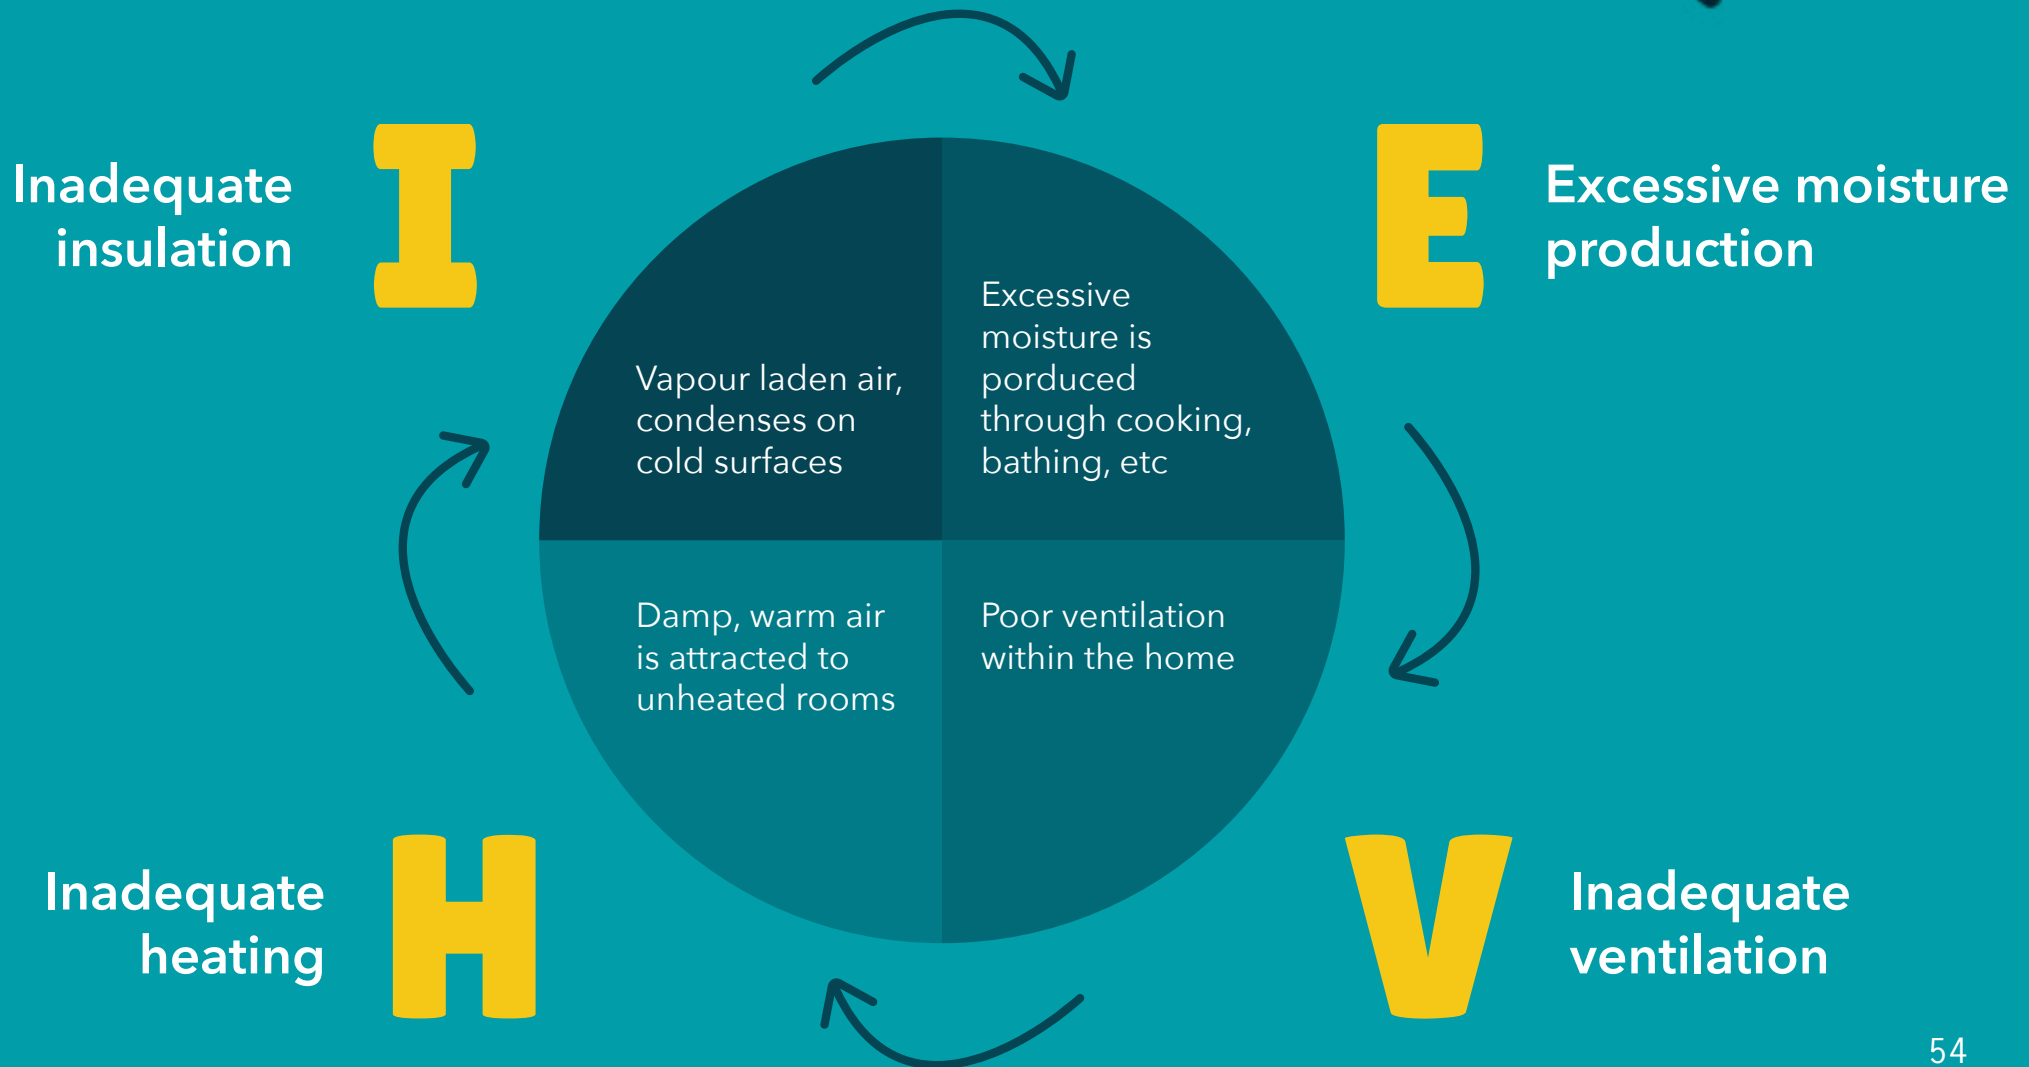 Inadequate
insulation
I
Vapour laden air,
condenses on
cold surfaces
E
Excessive moisture
production
Excessive
moisture is
porduced
through cooking,
bathing, etc
Inadequate
heating
H
Damp, warm air
is attracted to
unheated rooms
Poor ventilation
within the home
V
Inadequate
ventilation
54